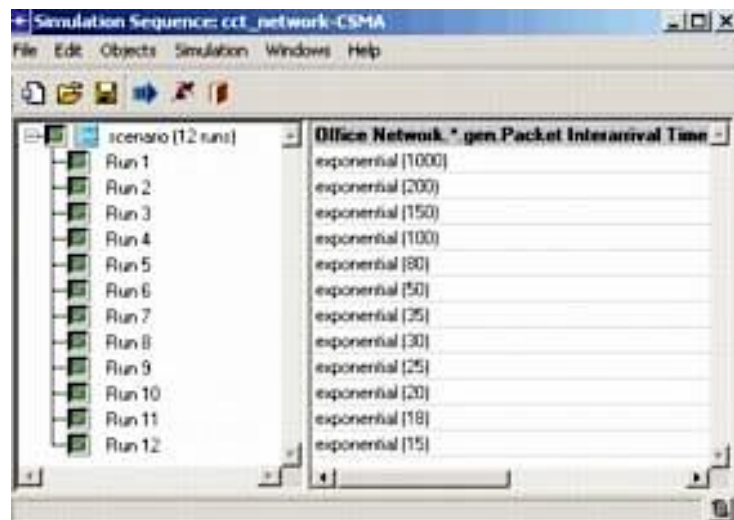 Simulation Sequence: cct_network-CSMA
File Edit Objects Simulation Windows Help
scenario (12 runs)
Office Network.*.gen.Packet Interarrival Time
Run 1
exponential (1000)
Run 2
exponential (200)
Run 3
exponential (150)
Run 4
exponential (100)
Run 5
exponential (80)
Run 6
exponential (50)
Run 7
exponential (35)
Run 8
exponential (30)
Run 9
exponential (25)
Run 10
exponential (20)
Run 11
exponential (18)
Run 12
exponential (15)